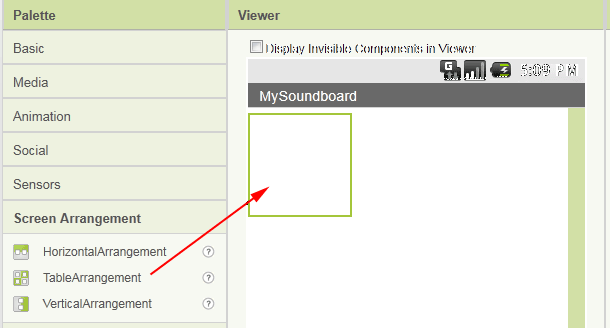 Palette
Basic
Media
Animation
Social
Sensors
Screen Arrangement
HorizontalArrangement ?
TableArrangement ?
VerticalArrangement ?
Viewer
Display Invisible Components in Viewer
G 5:09 PM
MySoundboard